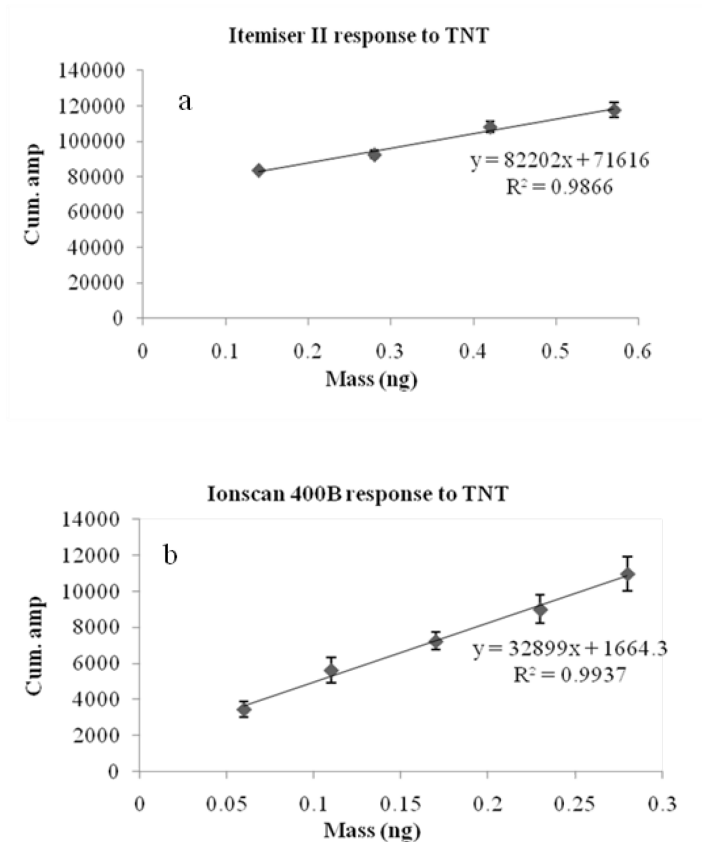 Itemiser II response to TNT
140000
120000
100000
80000
60000
40000
20000
0
a
y = 82202x + 71616
R² = 0.9866
Cum. amp
0 0.1 0.2 0.3 0.4 0.5 0.6
Mass (ng)
Ionscan 400B response to TNT
14000
12000
10000
8000
6000
4000
2000
0
b
y = 32899x + 1664.3
R² = 0.9937
Cum. amp
0 0.05 0.1 0.15 0.2 0.25 0.3
Mass (ng)